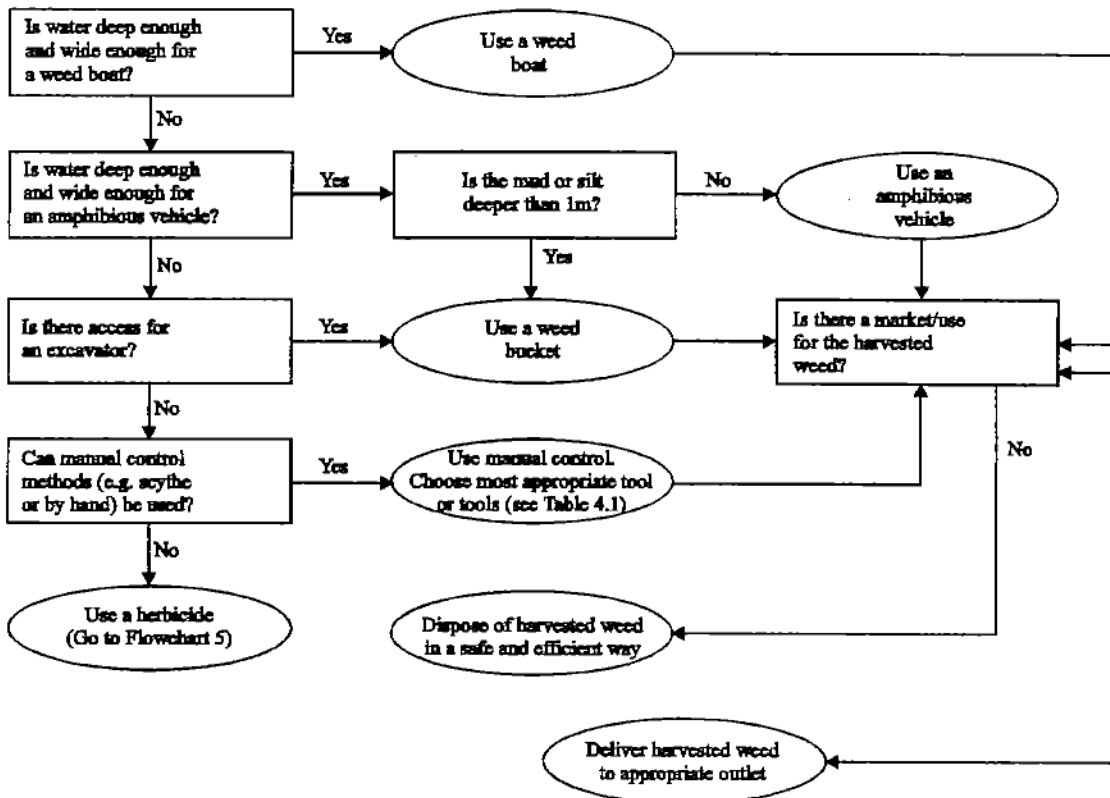 Is water deep enough
and wide enough for
a weed boat?
Yes
Use a weed
boat
No
Is water deep enough
and wide enough for
an amphibious vehicle?
Yes
Is the mud or silt
deeper than 1m?
No
Use an
amphibious
vehicle
No
Yes
Is there access for
an excavator?
Yes
Use a weed
bucket
Is there a market/use
for the harvested
weed?
No
No
Can manual control
methods (e.g. scythe
or by hand) be used?
Yes
Use manual control.
Choose most appropriate tool
or tools (see Table 4.1)
No
Use a herbicide
(Go to Flowchart 5)
Dispose of harvested weed
in a safe and efficient way
Deliver harvested weed
to appropriate outlet